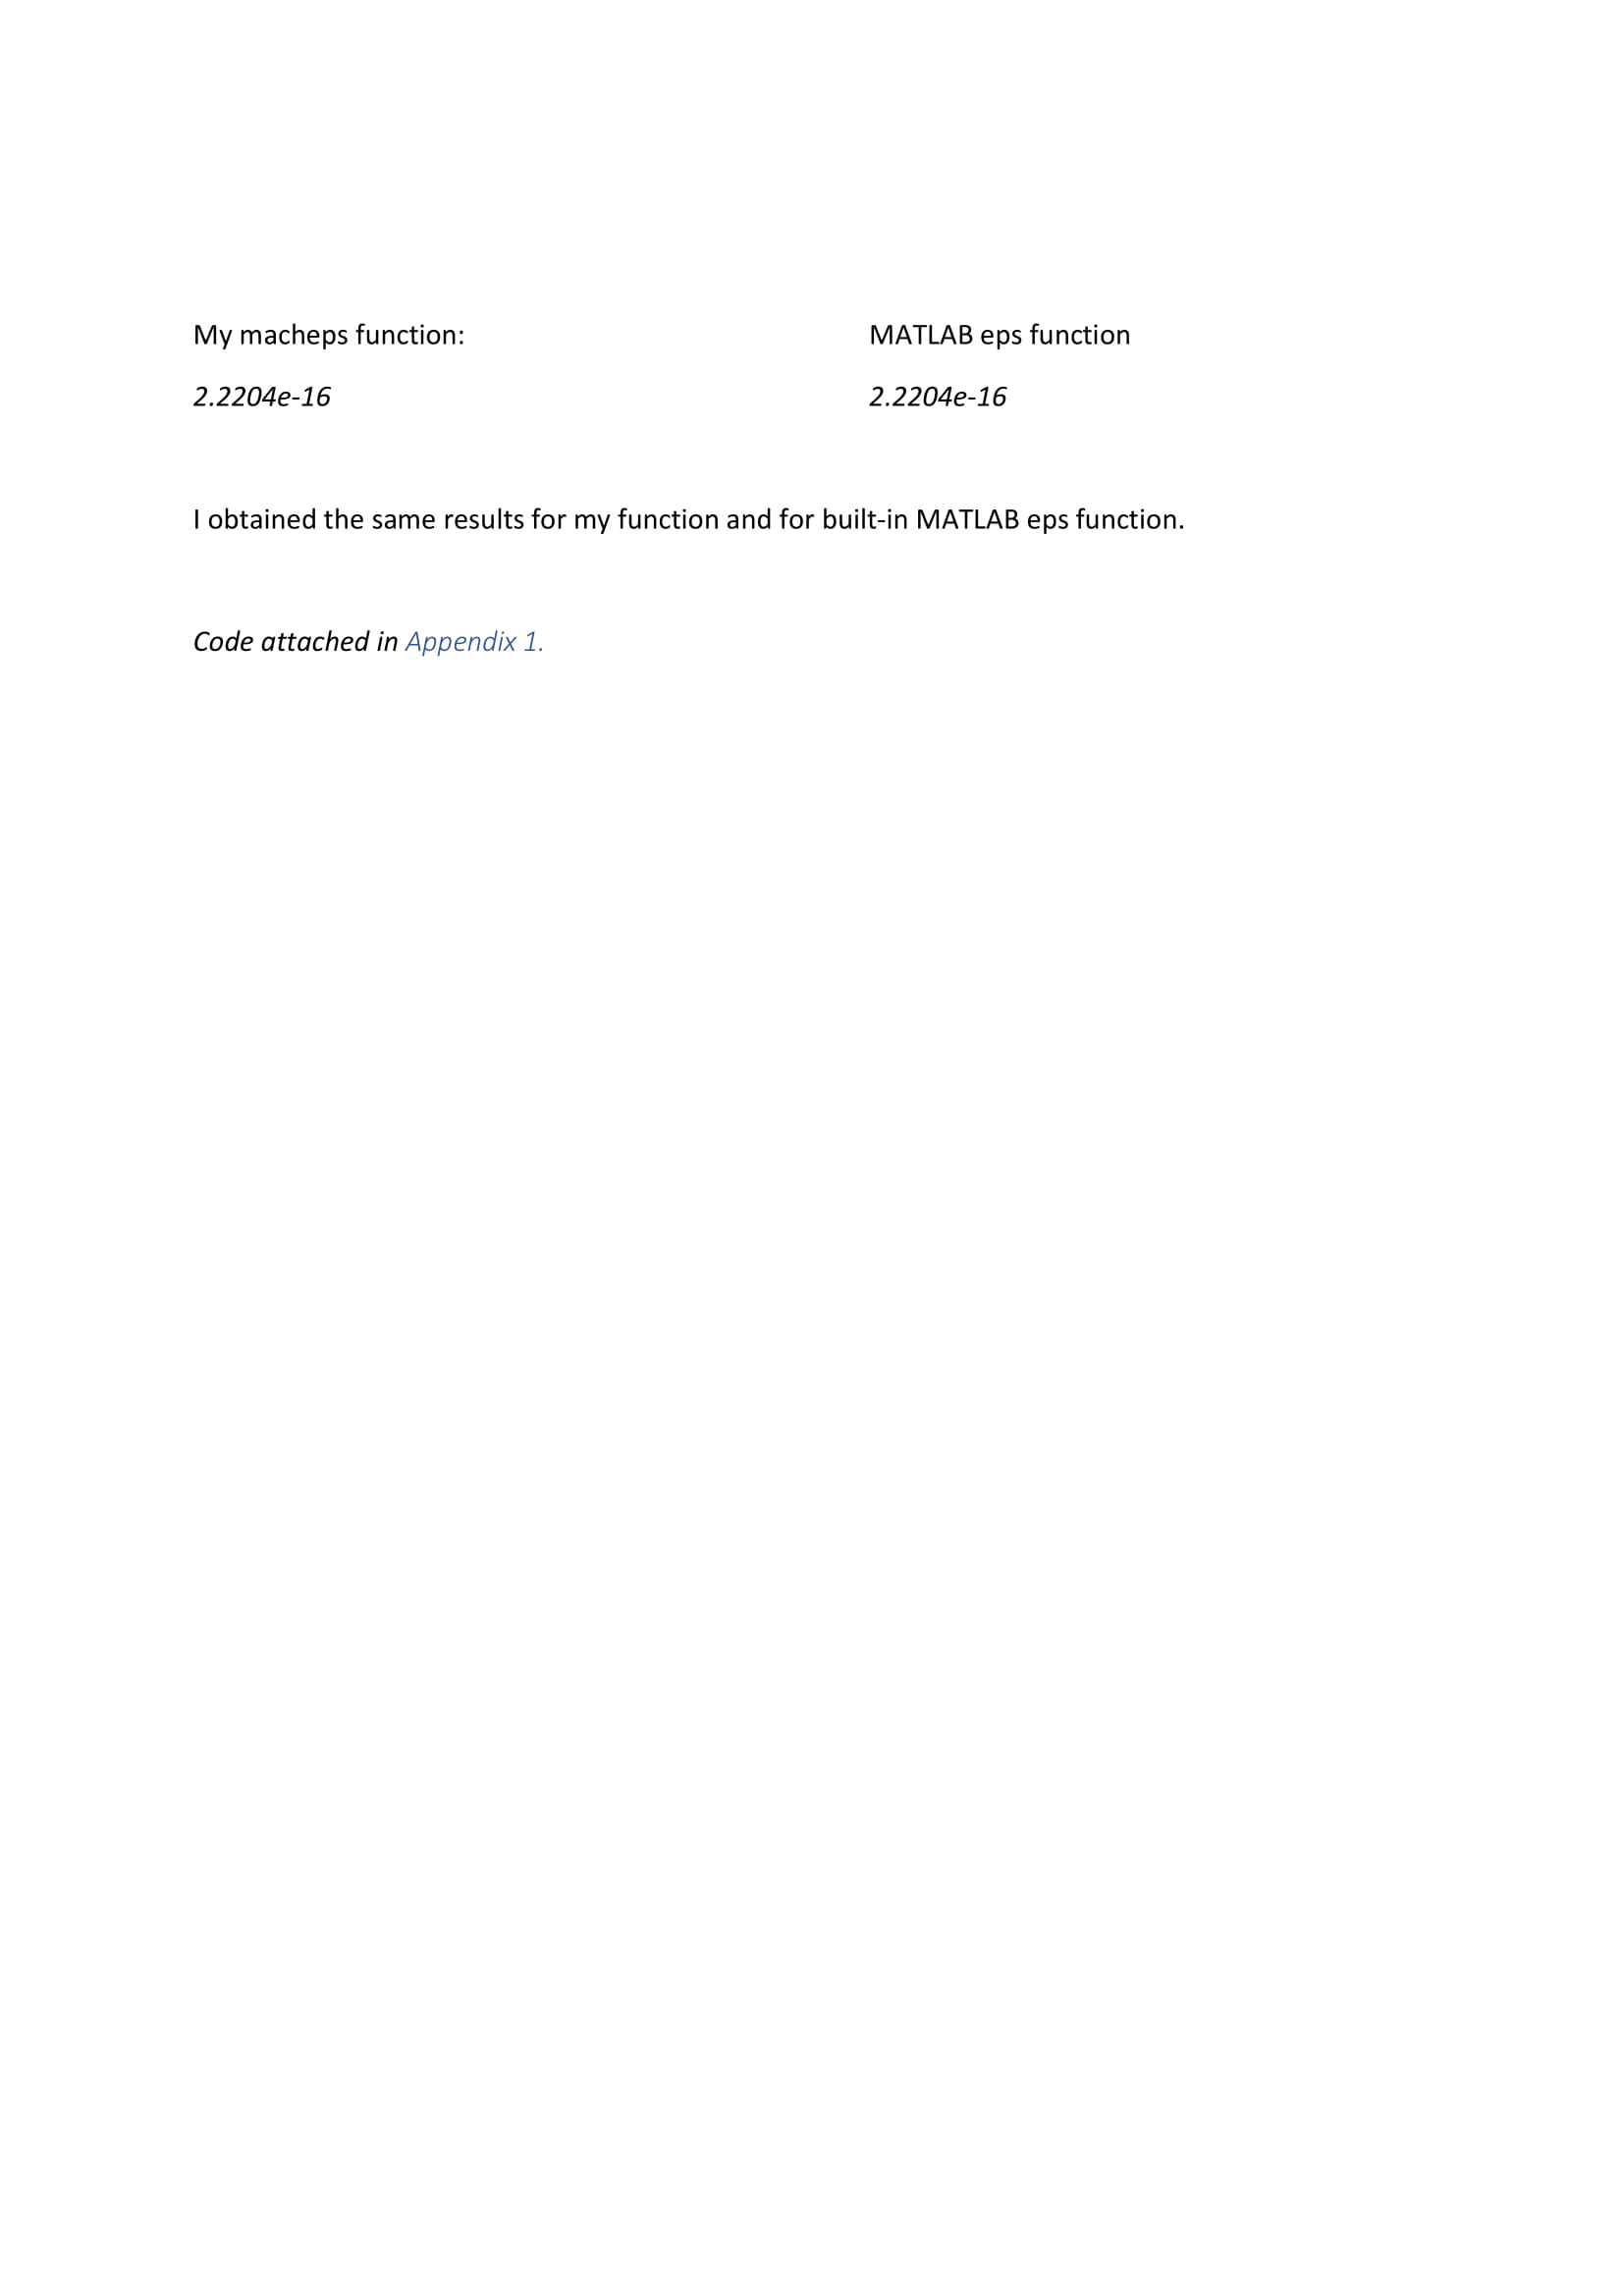 My macheps function:
MATLAB eps function
2.2204e-16
2.2204e-16
I obtained the same results for my function and for built-in MATLAB eps function.
Code attached in Appendix 1.